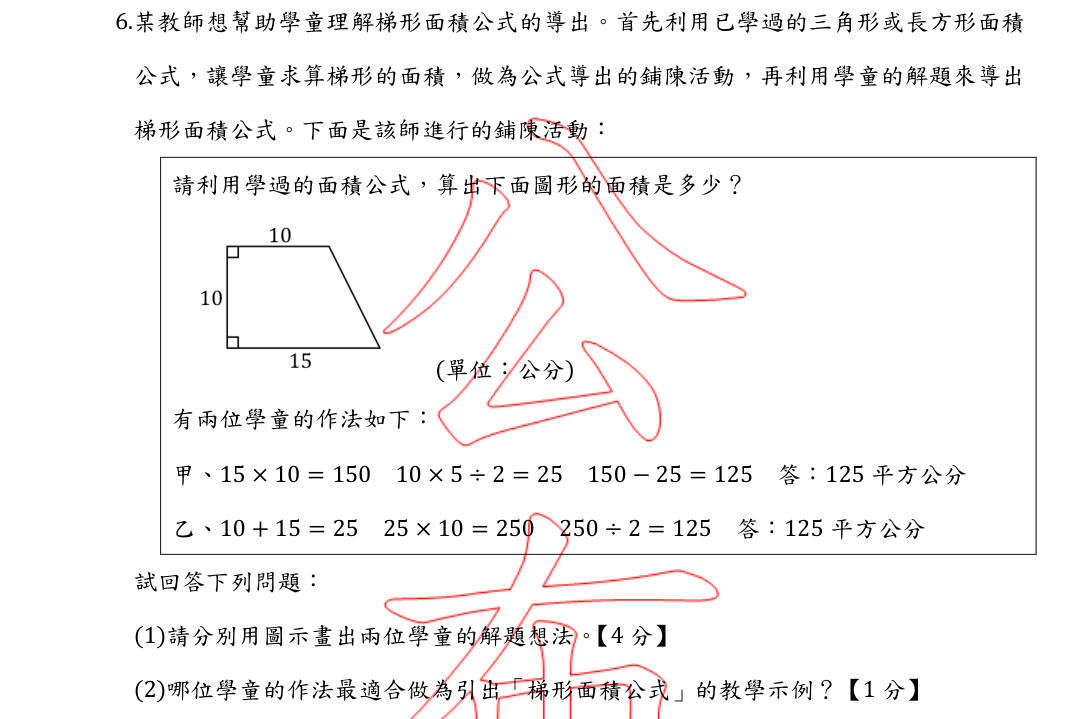 6.某教師想幫助學童理解梯形面積公式的導出。首先利用已學過的三角形或長方形面積
公式,讓學童求算梯形的面積,做為公式導出的鋪陳活動,再利用學童的解題來導出
梯形面積公式。下面是該師進行的鋪陳活動:
請利用學過的面積公式,算出下面圖形的面積是多少?
10
10
15
(單位:公分)
有兩位學童的作法如下:
甲、15 × 10 = 150 10 × 5 ÷ 2 = 25 150 − 25 = 125 答:125 平方公分
乙、10 + 15 = 25 25 × 10 = 250 250 ÷ 2 = 125 答:125 平方公分
試回答下列問題:
(1)請分別用圖示畫出兩位學童的解題想法。【4 分】
(2)哪位學童的作法最適合做為引出「梯形面積公式」的教學示例?【1 分】
公
布